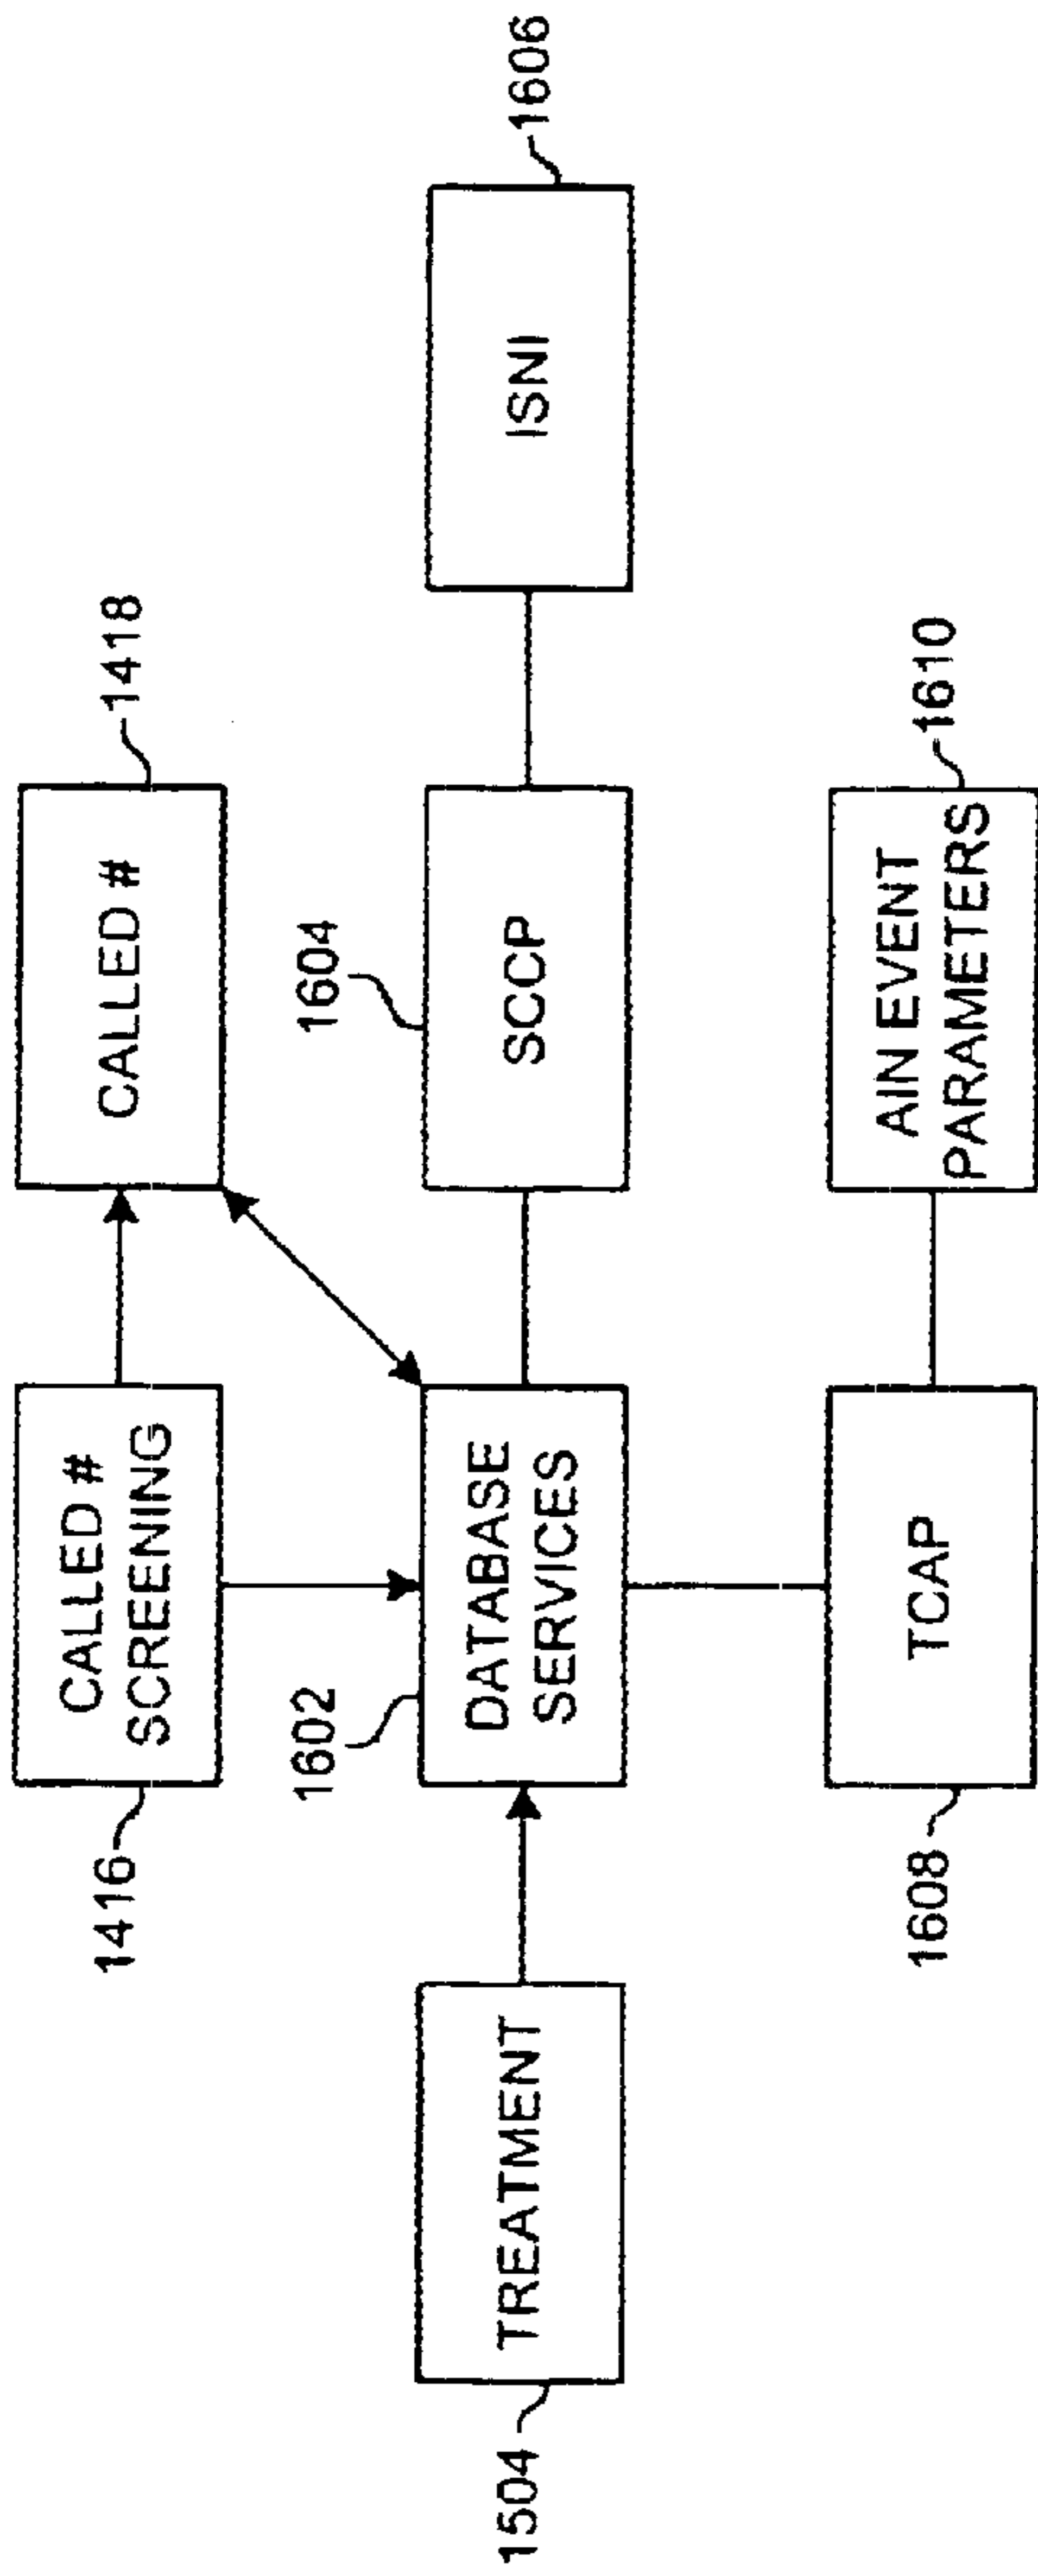 1416
CALLED #
SCREENING
CALLED #
1418
1504
TREATMENT
1602
DATABASE
SERVICES
1604
SCCP
ISNI
1606
1608
TCAP
AIN EVENT
PARAMETERS
1610